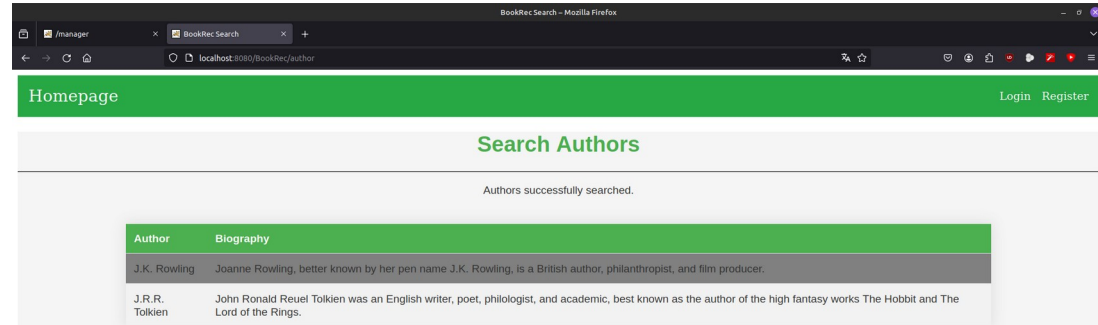 BookRec Search – Mozilla Firefox
/manager
BookRec Search
localhost:8080/BookRec/author
Homepage
Login Register
Search Authors
Authors successfully searched.
Author Biography
J.K. Rowling Joanne Rowling, better known by her pen name J.K. Rowling, is a British author, philanthropist, and film producer.
J.R.R. John Ronald Reuel Tolkien was an English writer, poet, philologist, and academic, best known as the author of the high fantasy works The Hobbit and The
Tolkien Lord of the Rings.